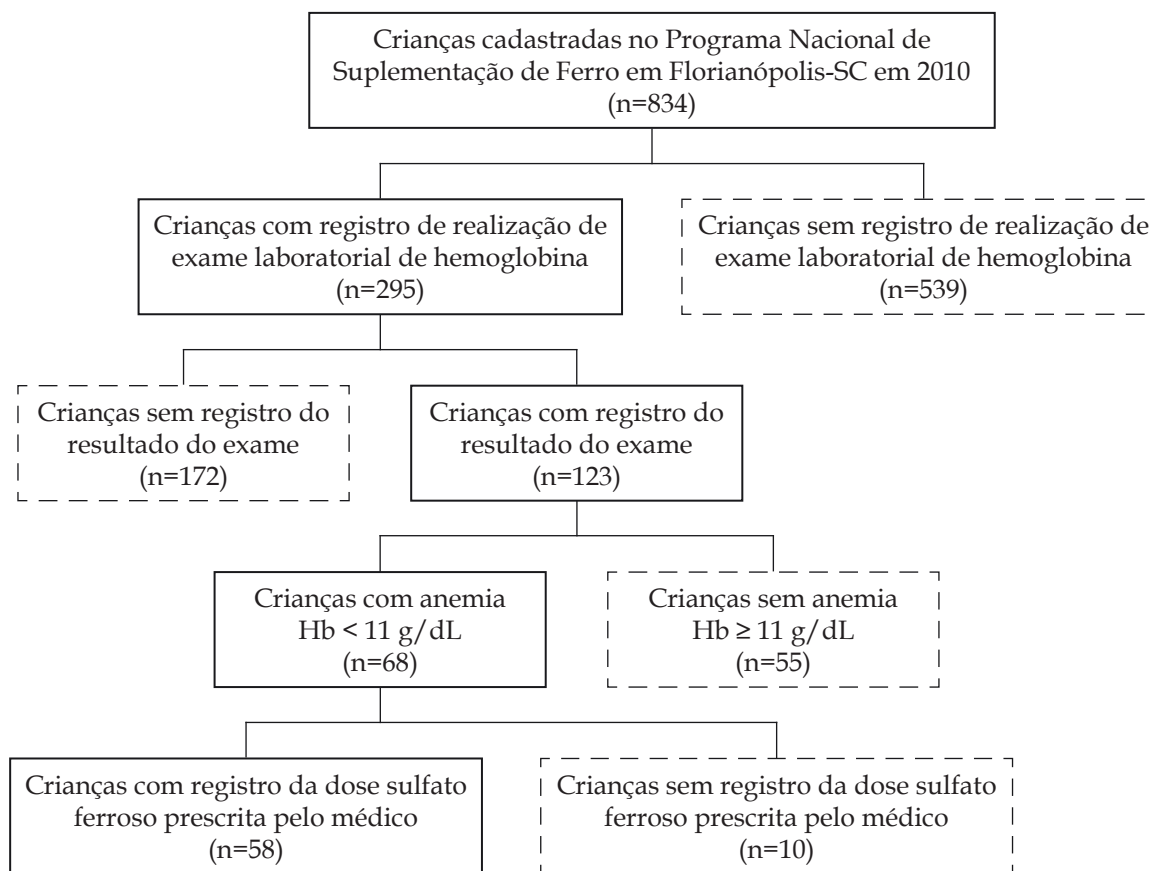 Crianças cadastradas no Programa Nacional de
Suplementação de Ferro em Florianópolis-SC em 2010
(n=834)
Crianças com registro de realização de
exame laboratorial de hemoglobina
(n=295)
Crianças sem registro de realização de
exame laboratorial de hemoglobina
(n=539)
Crianças sem registro do
resultado do exame
(n=172)
Crianças com registro do
resultado do exame
(n=123)
Crianças com anemia
Hb < 11 g/dL
(n=68)
Crianças sem anemia
Hb ≥ 11 g/dL
(n=55)
Crianças com registro da dose sulfato
ferroso prescrita pelo médico
(n=58)
Crianças sem registro da dose sulfato
ferroso prescrita pelo médico
(n=10)